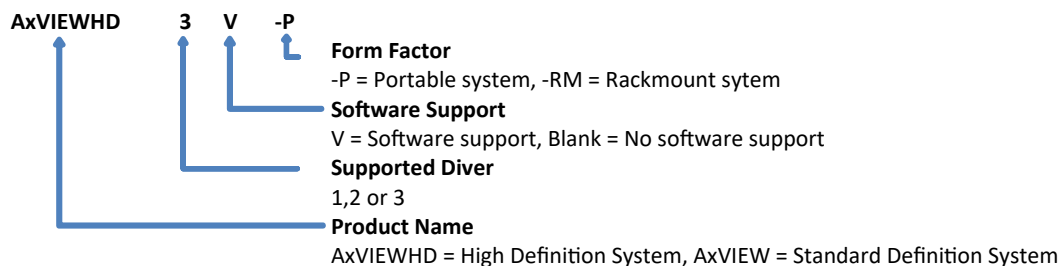 AxVIEWHD 3 V -P
Form Factor
-P = Portable system, -RM = Rackmount sytem
Software Support
V = Software support, Blank = No software support
Supported Diver
1,2 or 3
Product Name
AxVIEWHD = High Definition System, AxVIEW = Standard Definition System